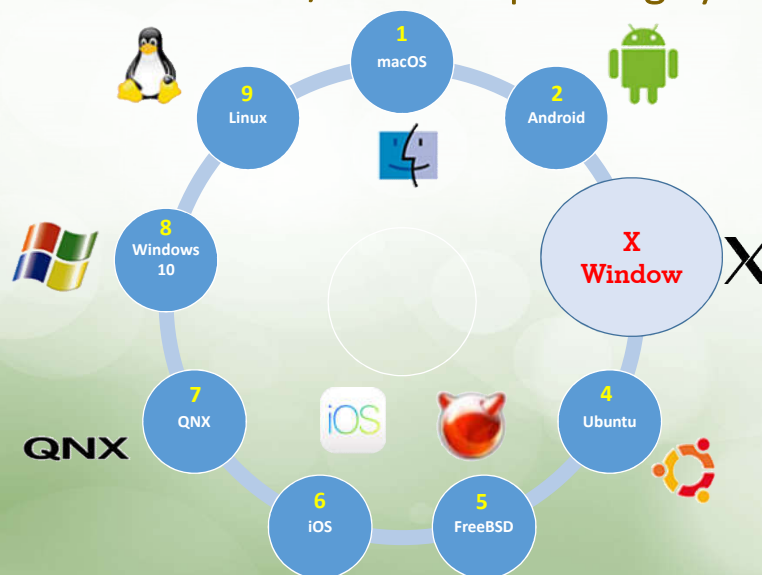 1
macOS
2
Android
X
Window
X
4
Ubuntu
5
FreeBSD
6
iOS
iOS
7
QNX
QNX
8
Windows
10
9
Linux